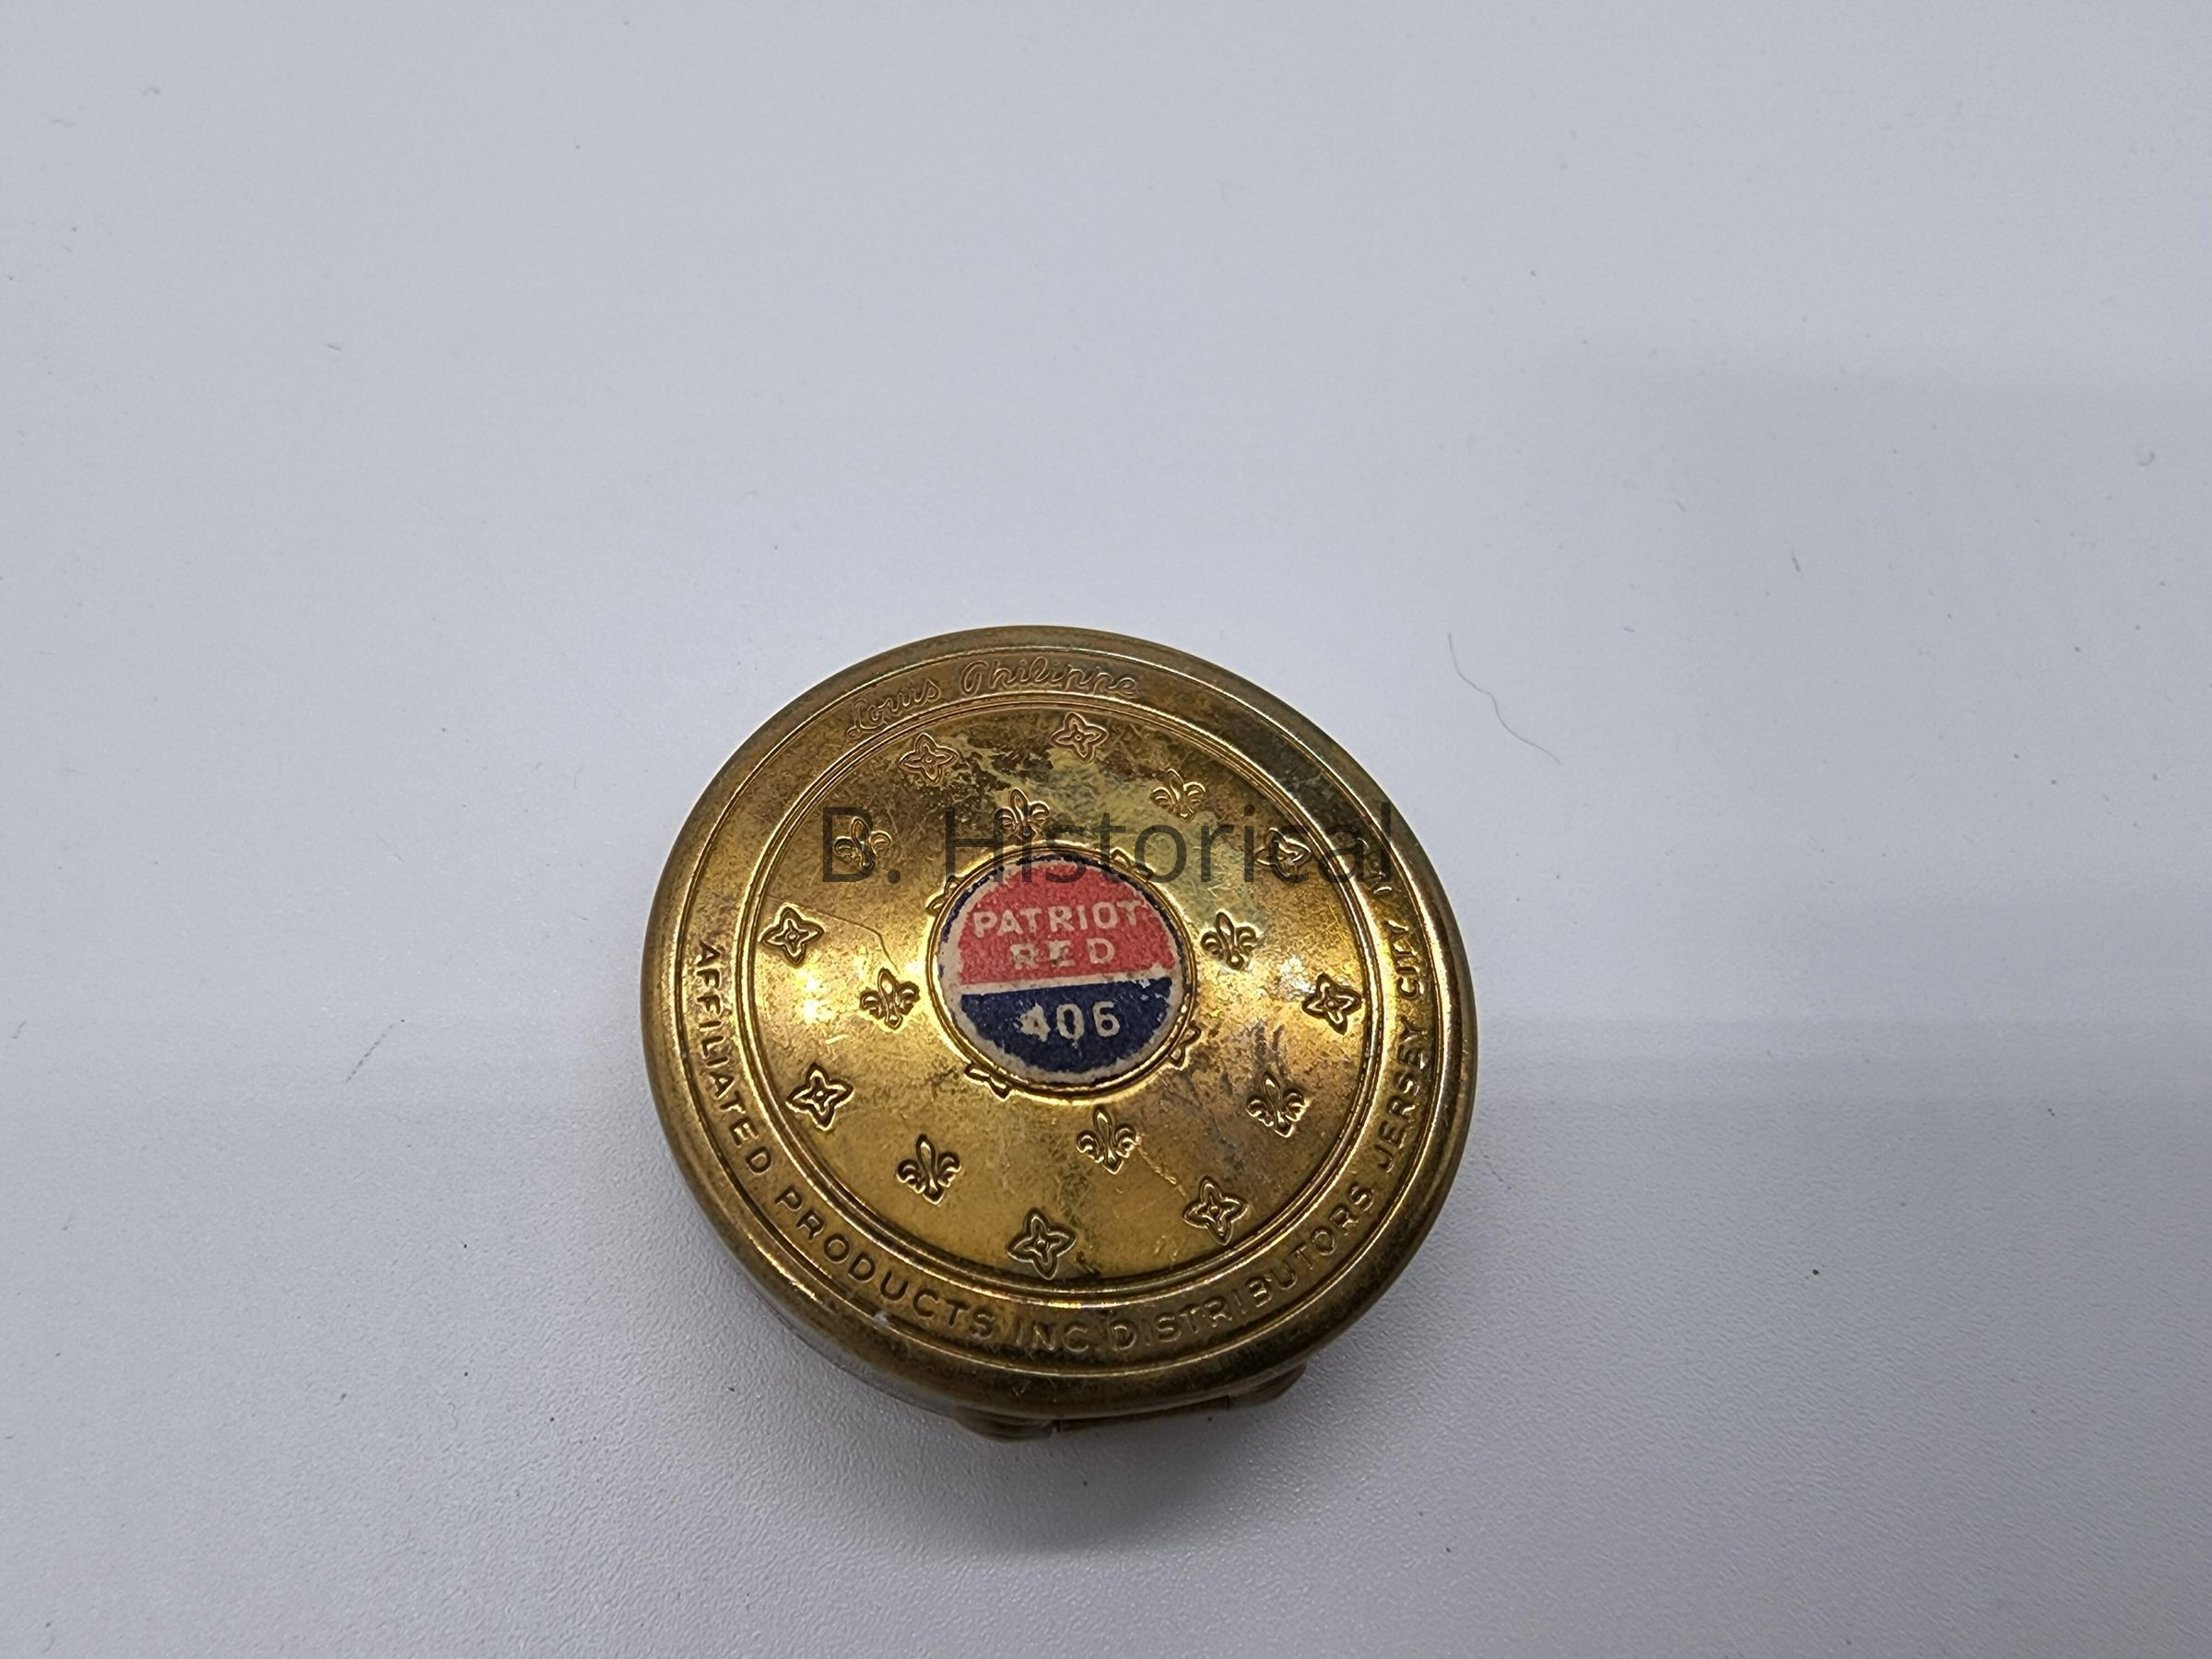 Louis Philippe
B. Historical
PATRIOT
RED
406
AFFILIATED PRODUCTS INC. DISTRIBUTORS JERSEY CITY N.J.